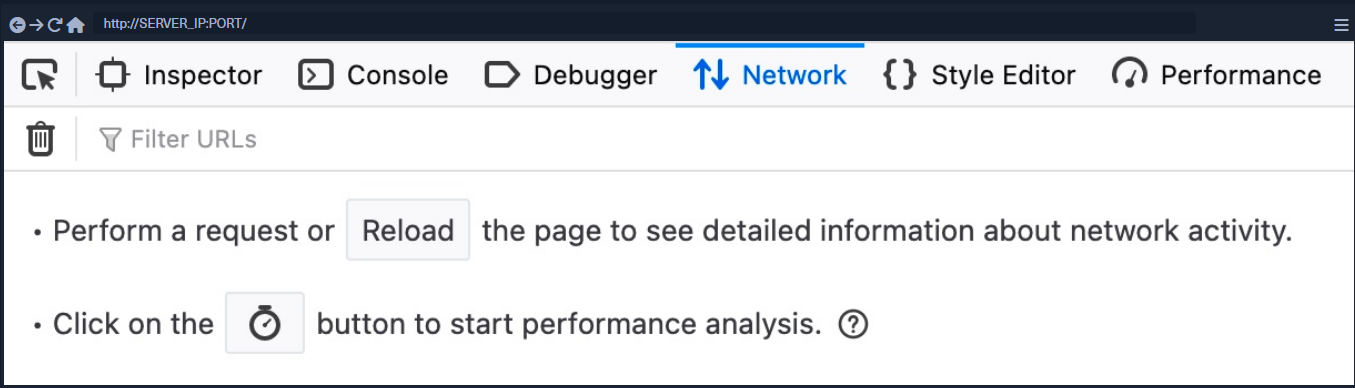 http://SERVER_IP:PORT/
Inspector Console Debugger Network Style Editor Performance
Filter URLs
• Perform a request or Reload the page to see detailed information about network activity.
• Click on the button to start performance analysis. ?